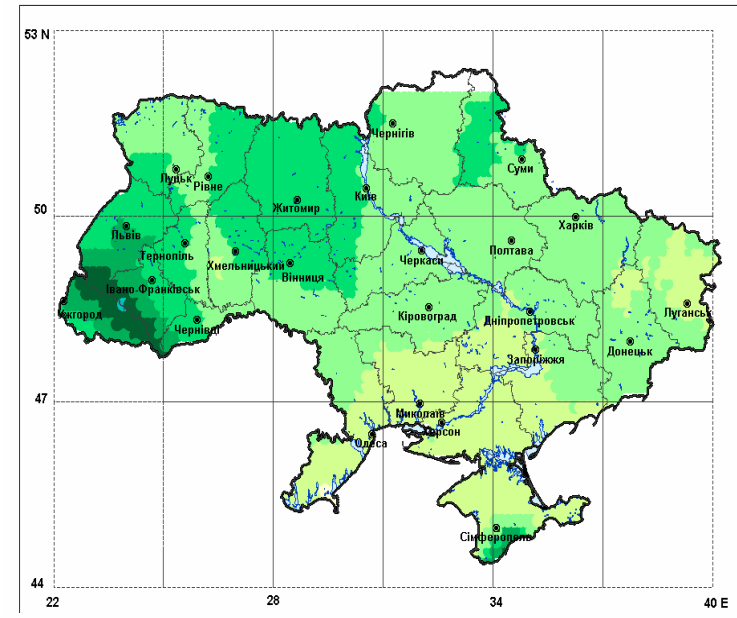 53 N
Чернігів
Суми
Луцьк
Рівне
Київ
Житомир
50
Харків
Львів
Тернопіль
Полтава
Черкаси
Хмельницький
Вінниця
Івано-Франківськ
Ужгород
Чернівці
Кіровоград
Дніпропетровськ
Луганськ
Донецьк
Запоріжжя
47
Миколаїв
Херсон
Одеса
Сімферополь
44
22
28
34
40 E